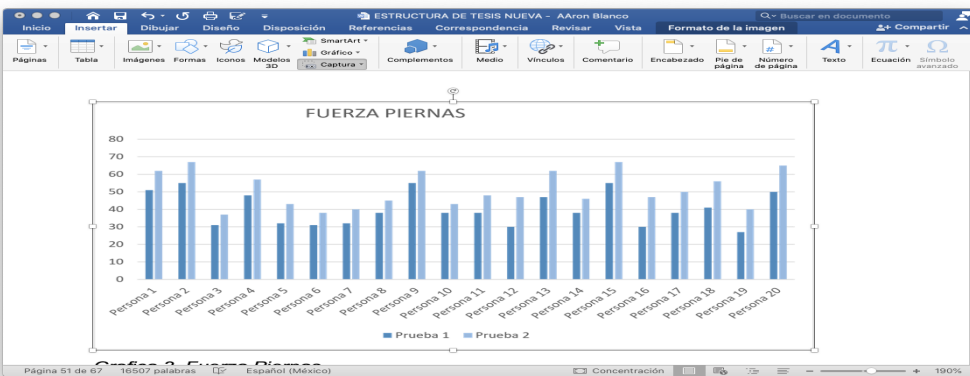 ESTRUCTURA DE TESIS NUEVA - AAron Blanco
Buscar en documento
Inicio Insertar Dibujar Diseño Disposición Referencias Correspondencia Revisar Vista Formato de la imagen Compartir
Páginas Tabla Imágenes Formas Iconos Modelos 3D SmartArt Gráfico Captura Complementos Medio Vínculos Comentario Encabezado Pie de página Número de página Texto Ecuación Símbolo avanzado
FUERZA PIERNAS
80
70
60
50
40
30
20
10
0
Persona 1 Persona 2 Persona 3 Persona 4 Persona 5 Persona 6 Persona 7 Persona 8 Persona 9 Persona 10 Persona 11 Persona 12 Persona 13 Persona 14 Persona 15 Persona 16 Persona 17 Persona 18 Persona 19 Persona 20
Prueba 1 Prueba 2
Página 51 de 67 16507 palabras Español (México) Concentración 190%